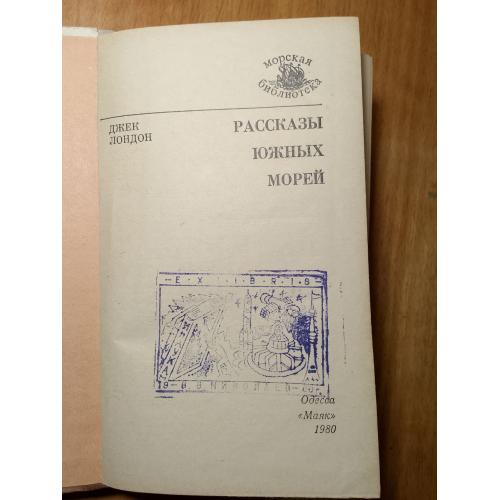 морская
библиотека
ДЖЕК
ЛОНДОН
РАССКАЗЫ
ЮЖНЫХ
МОРЕЙ
EX LIBRIS
Одесса
«Маяк»
1980